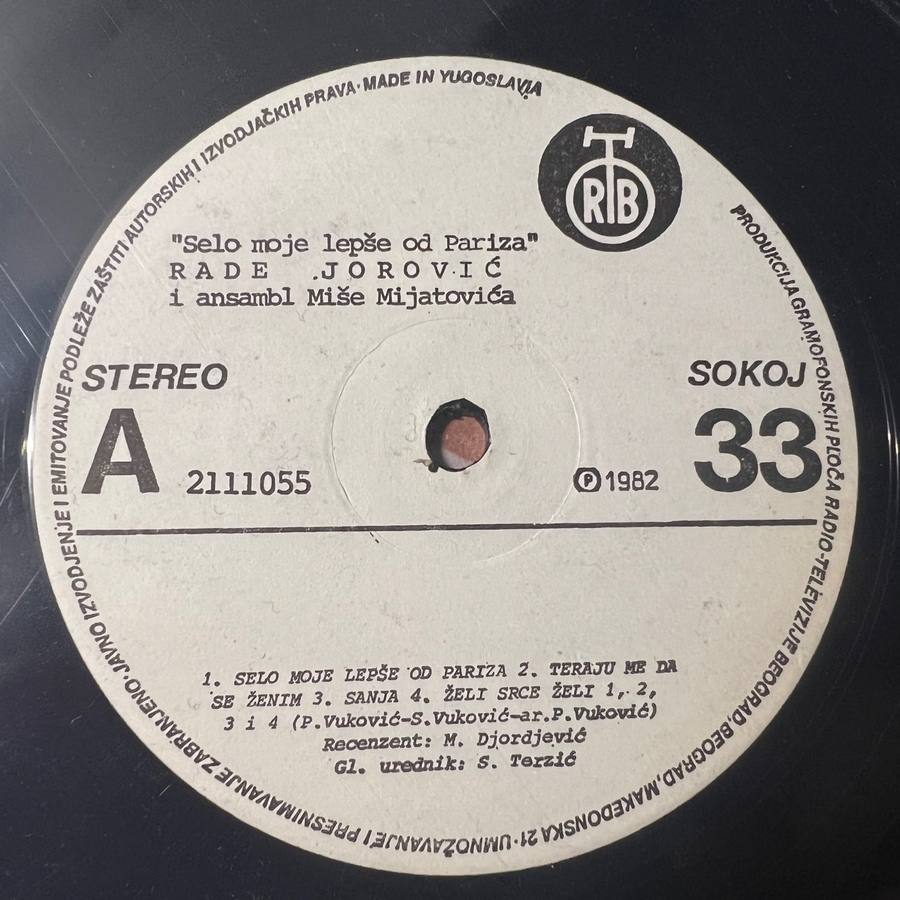 PRODUKCIJA GRAMOFONSKIH PLOČA RADIO-TELEVIZIJE BEOGRAD, BEOGRAD, MAKEDONSKA 21 · UMNOŽAVANJE I PRESNIMAVANJE ZABRANJENO · JAVNO IZVODJENJE I EMITOVANJE PODLEŽE ZAŠTITI AUTORSKIH I IZVODJAČKIH PRAVA · MADE IN YUGOSLAVIA
RTB
"Selo moje lepše od Pariza"
RADE JOROVIĆ
i ansambl Miše Mijatovića
STEREO
SOKOJ
A
33
2111055
Ⓟ 1982
1. SELO MOJE LEPŠE OD PARIZA 2. TERAJU ME DA
SE ŽENIM 3. SANJA 4. ŽELI SRCE ŽELI 1, 2,
3 i 4 (P.Vuković-S.Vuković-ar.P.Vuković)
Recenzent: M. Djordjević
Gl. urednik: S. Terzić